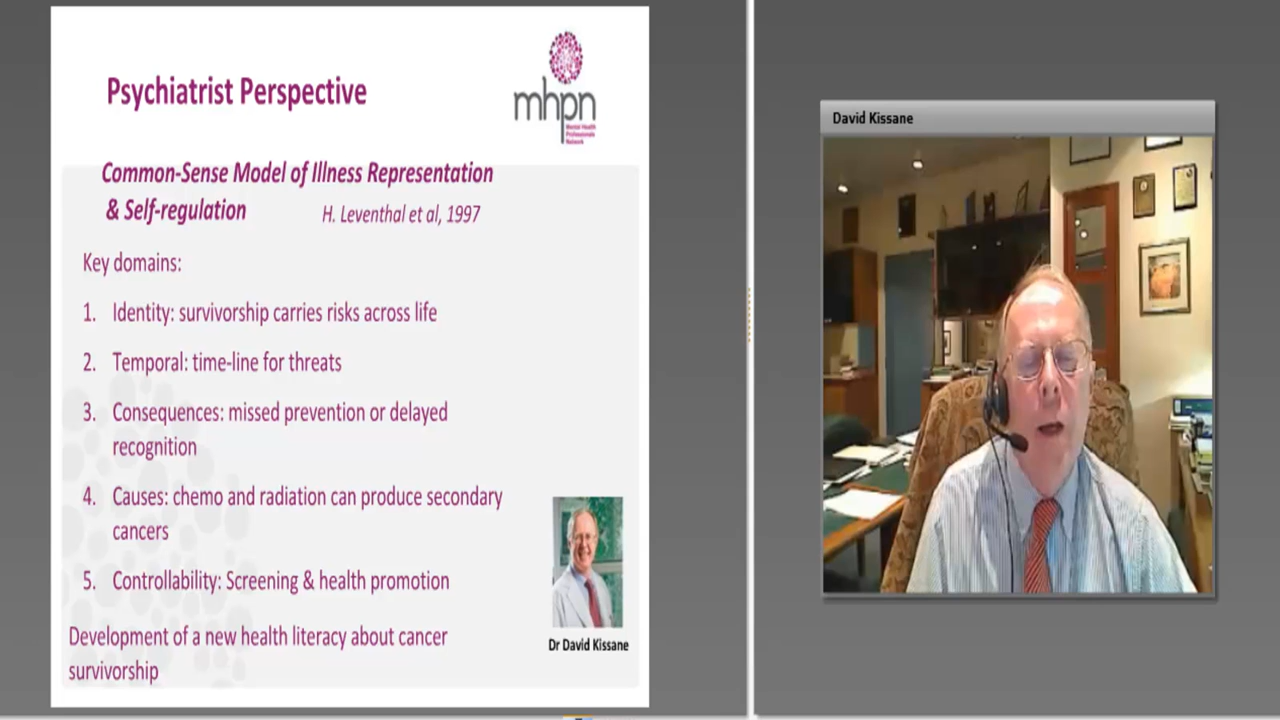 Psychiatrist Perspective
mhpn
Mental Health
Professionals
Network
Common-Sense Model of Illness Representation
& Self-regulation H. Leventhal et al, 1997
Key domains:
1. Identity: survivorship carries risks across life
2. Temporal: time-line for threats
3. Consequences: missed prevention or delayed
recognition
4. Causes: chemo and radiation can produce secondary
cancers
5. Controllability: Screening & health promotion
Development of a new health literacy about cancer
survivorship
Dr David Kissane
David Kissane